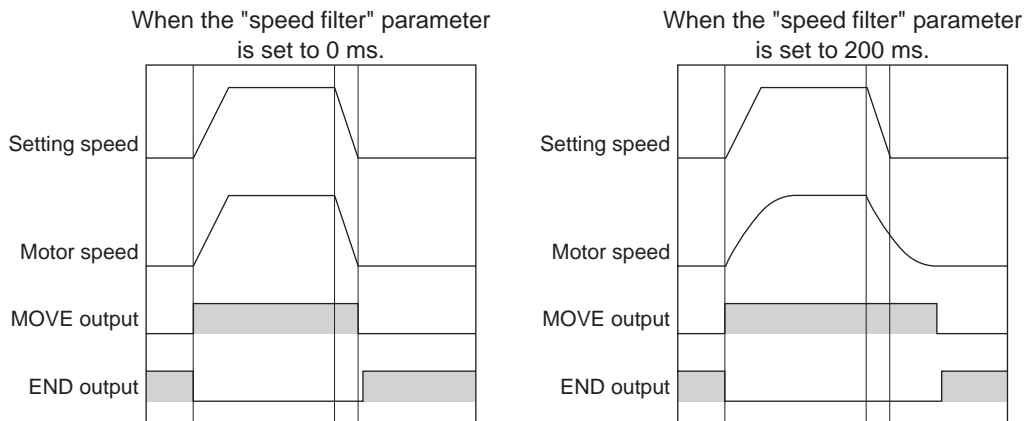 When the "speed filter" parameter
is set to 0 ms.
Setting speed
Motor speed
MOVE output
END output
When the "speed filter" parameter
is set to 200 ms.
Setting speed
Motor speed
MOVE output
END output